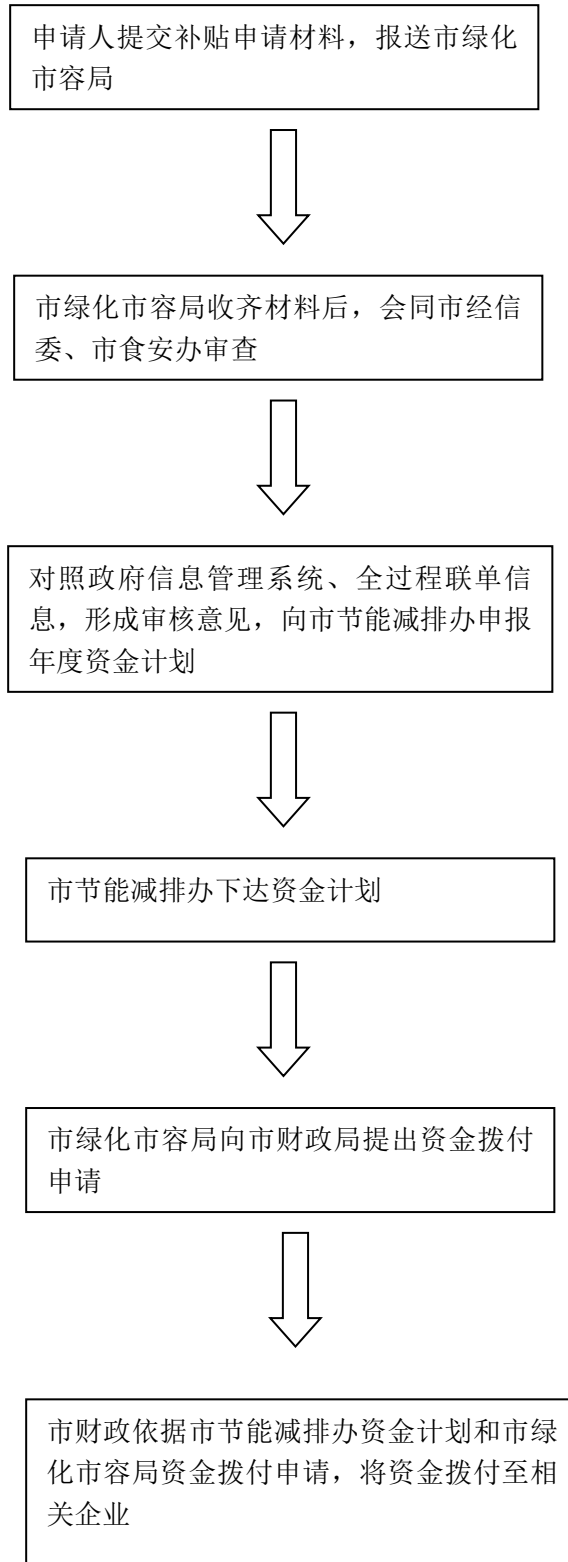 申请人提交补贴申请材料，报送市绿化
市容局
市绿化市容局收齐材料后，会同市经信
委、市食安办审查
对照政府信息管理系统、全过程联单信
息，形成审核意见，向市节能减排办申报
年度资金计划
市节能减排办下达资金计划
市绿化市容局向市财政局提出资金拨付
申请
市财政依据市节能减排办资金计划和市绿
化市容局资金拨付申请，将资金拨付至相
关企业